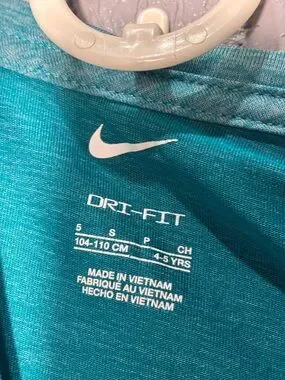 DRI-FIT
5 S P CH
104-110 CM 4-5 YRS
MADE IN VIETNAM
FABRIQUÉ AU VIETNAM
HECHO EN VIETNAM